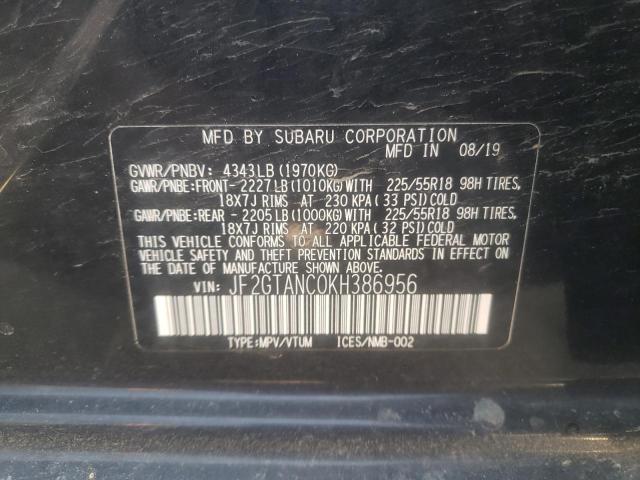 MFD BY SUBARU CORPORATION
MFD IN 08/19
GVWR/PNBV: 4343LB (1970KG)
GAWR/PNBE:FRONT- 2227LB(1010KG)WITH 225/55R18 98H TIRES,
18X7J RIMS AT 230 KPA ( 33 PSI)COLD
GAWR/PNBE:REAR - 2205LB(1000KG)WITH 225/55R18 98H TIRES,
18X7J RIMS AT 220 KPA ( 32 PSI)COLD
THIS VEHICLE CONFORMS TO ALL APPLICABLE FEDERAL MOTOR
VEHICLE SAFETY AND THEFT PREVENTION STANDARDS IN EFFECT
ON THE DATE OF MANUFACTURE SHOWN ABOVE.
VIN: JF2GTANC0KH386956
TYPE:MPV/VTUM ICES/NMB-002